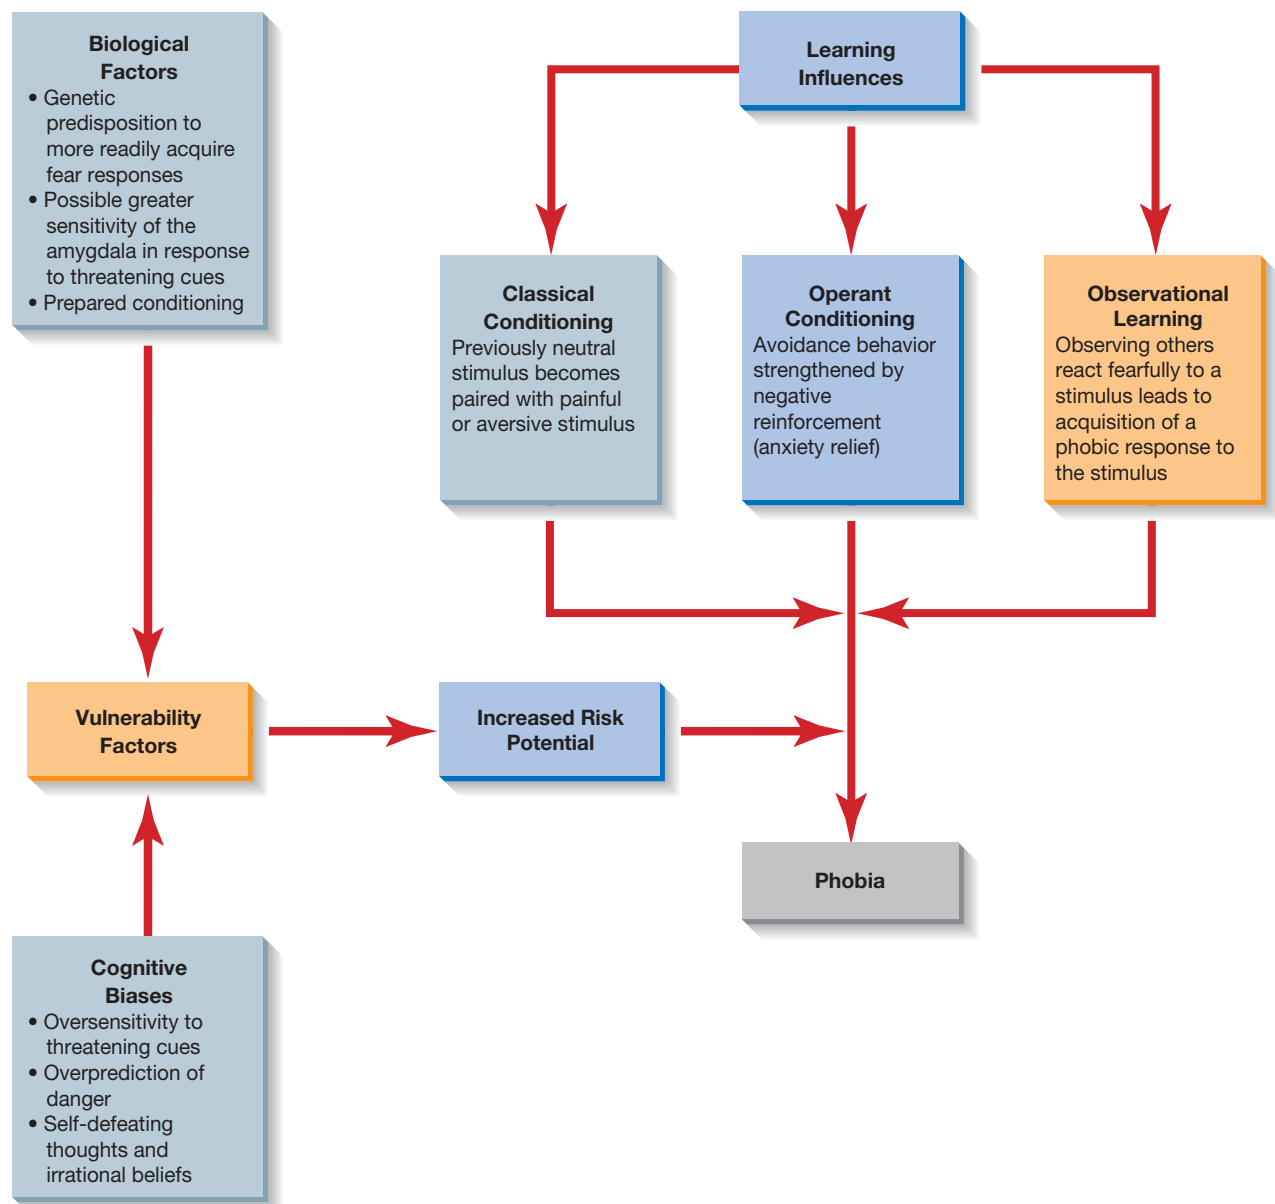 Biological
Factors
• Genetic
predisposition to
more readily acquire
fear responses
• Possible greater
sensitivity of the
amygdala in response
to threatening cues
• Prepared conditioning
Learning
Influences
Classical
Conditioning
Previously neutral
stimulus becomes
paired with painful
or aversive stimulus
Operant
Conditioning
Avoidance behavior
strengthened by
negative
reinforcement
(anxiety relief)
Observational
Learning
Observing others
react fearfully to a
stimulus leads to
acquisition of a
phobic response to
the stimulus
Vulnerability
Factors
Increased Risk
Potential
Phobia
Cognitive
Biases
• Oversensitivity to
threatening cues
• Overprediction of
danger
• Self-defeating
thoughts and
irrational beliefs